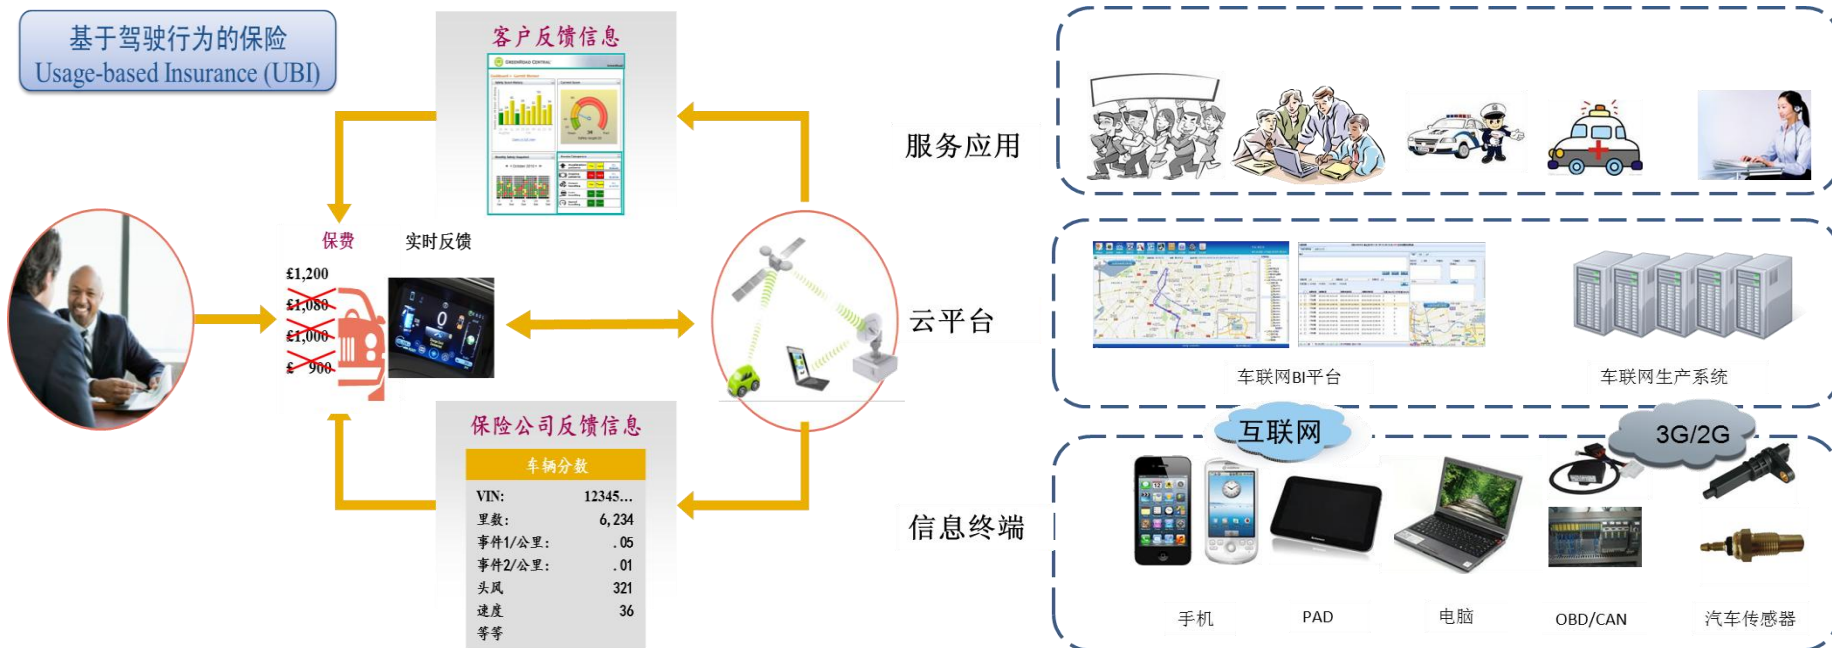 基于驾驶行为的保险
Usage-based Insurance (UBI)
客户反馈信息
GREENROAD CENTRAL
保费
实时反馈
£1,200
£1,080
£1,000
£ 900
保险公司反馈信息
车辆分数
VIN: 12345...
里数: 6,234
事件1/公里: .05
事件2/公里: .01
头风 321
速度 36
等等
服务应用
云平台
车联网BI平台
车联网生产系统
信息终端
互联网
3G/2G
手机
PAD
电脑
OBD/CAN
汽车传感器